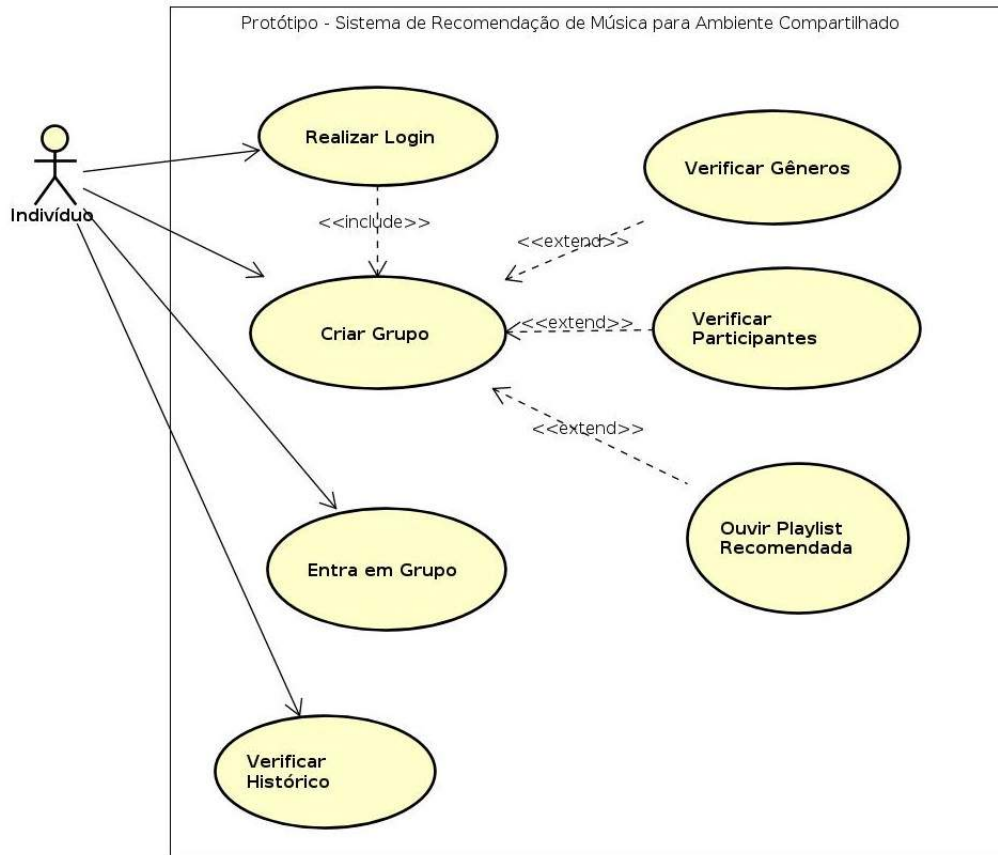 Protótipo - Sistema de Recomendação de Música para Ambiente Compartilhado
Realizar Login
Verificar Gêneros
Indivíduo
<<include>>
<<extend>>
Criar Grupo
<<extend>>
Verificar
Participantes
<<extend>>
Ouvir Playlist
Recomendada
Entra em Grupo
Verificar
Histórico